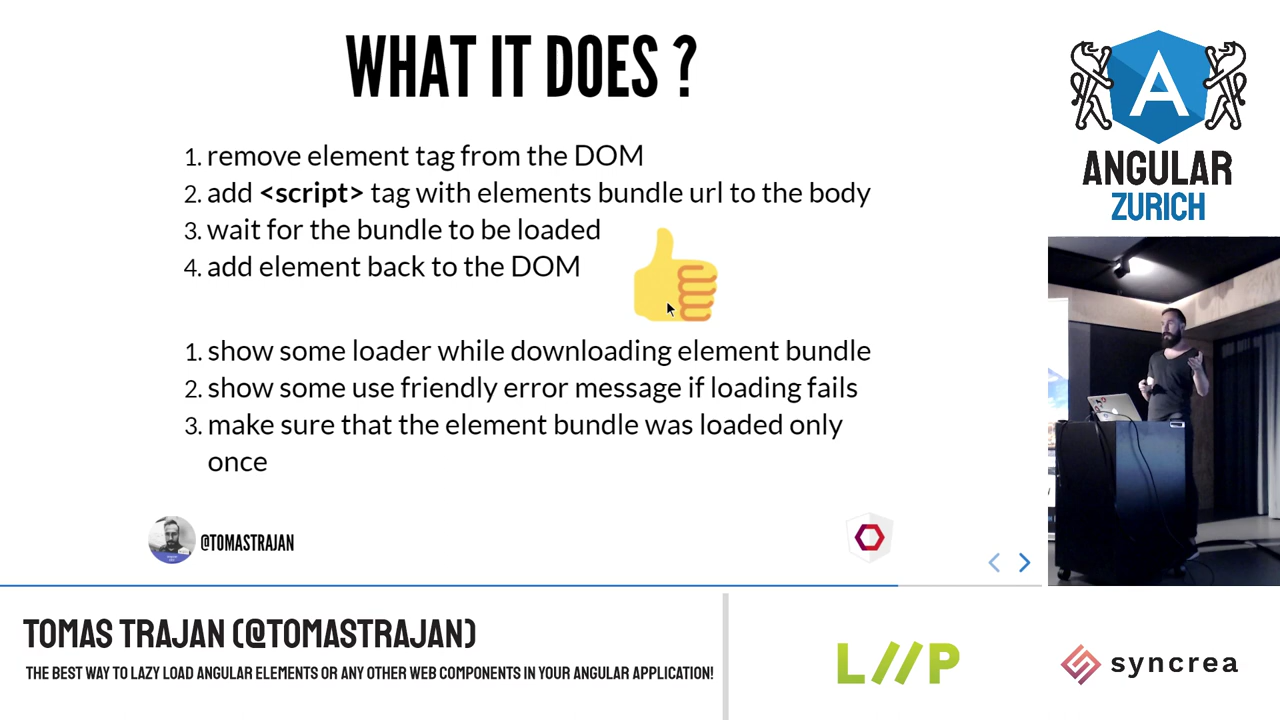 WHAT IT DOES ?
1. remove element tag from the DOM
2. add <script> tag with elements bundle url to the body
3. wait for the bundle to be loaded
4. add element back to the DOM
1. show some loader while downloading element bundle
2. show some use friendly error message if loading fails
3. make sure that the element bundle was loaded only
once
@TOMASTRAJAN
A
ANGULAR
ZURICH
TOMAS TRAJAN (@TOMASTRAJAN)
THE BEST WAY TO LAZY LOAD ANGULAR ELEMENTS OR ANY OTHER WEB COMPONENTS IN YOUR ANGULAR APPLICATION!
LIIP
syncrea